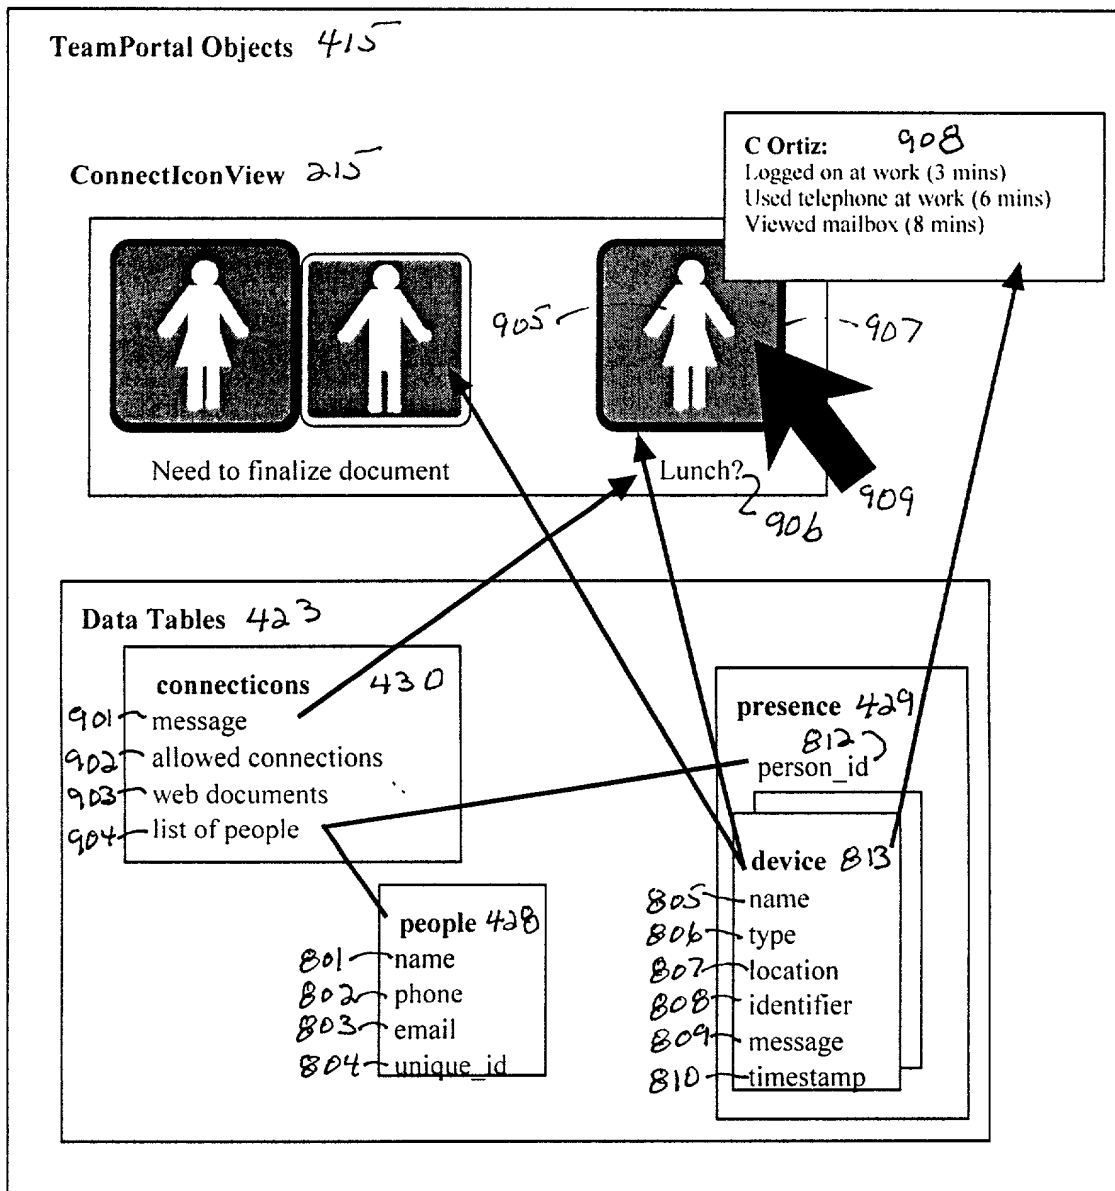 TeamPortal Objects 415
C Ortiz: 908
Logged on at work (3 mins)
Used telephone at work (6 mins)
Viewed mailbox (8 mins)
ConnectIconView 215
905
907
Need to finalize document
Lunch?
909
906
Data Tables 423
connecticons 430
901 message
902 allowed connections
903 web documents
904 list of people
people 428
801 name
802 phone
803 email
804 unique_id
presence 429
812
person_id
device 813
805 name
806 type
807 location
808 identifier
809 message
810 timestamp